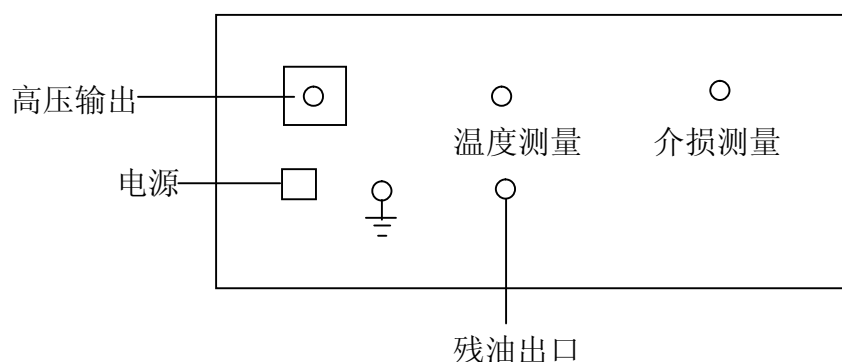 高压输出
温度测量
介损测量
电源
残油出口